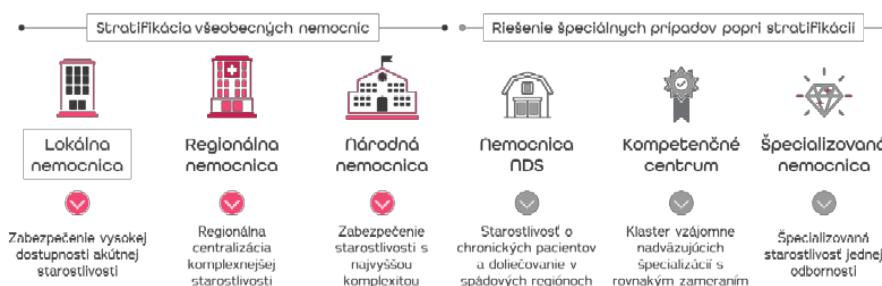 Stratifikácia všeobecných nemocníc
Riešenie špeciálnych prípadov popri stratifikácii
Lokálna
nemocnica
Regionálna
nemocnica
Národná
nemocnica
Nemocnica
NDS
Kompetenčné
centrum
Špecializovaná
nemocnica
Zabezpečenie vysokej
dostupnosti akútnej
starostlivosti
Regionálna
centralizácia
komplexnejšej
starostlivosti
Zabezpečenie
starostlivosti s
najvyššou
komplexitou
Starostlivosť o
chronických pacientov
a doliečovanie v
spádových regiónoch
Klaster vzájomne
nadväzujúcich
špecializácií s
rovnakým zameraním
Špecializovaná
starostlivosť jednej
odbornosti